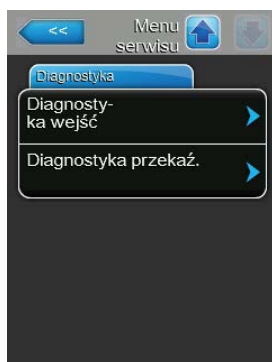 <<
Menu
serwisu
Diagnostyka
Diagnosty-
ka wejść
Diagnostyka przekaź.